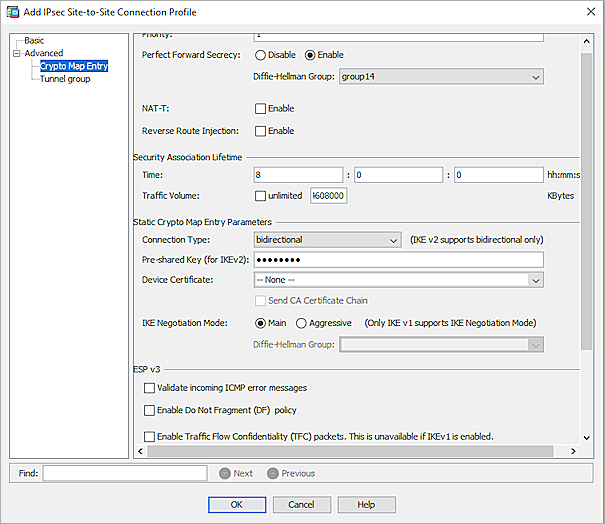 Add IPsec Site-to-Site Connection Profile
Basic
Advanced
Crypto Map Entry
Tunnel group
Priority: 1
Perfect Forward Secrecy: Disable Enable
Diffie-Hellman Group: group14
NAT-T: Enable
Reverse Route Injection: Enable
Security Association Lifetime
Time: 8 : 0 : 0 hh:mm:s
Traffic Volume: unlimited 4608000 KBytes
Static Crypto Map Entry Parameters
Connection Type: bidirectional (IKE v2 supports bidirectional only)
Pre-shared Key (for IKEv2): ••••••••
Device Certificate: -- None --
Send CA Certificate Chain
IKE Negotiation Mode: Main Aggressive (Only IKE v1 supports IKE Negotiation Mode)
Diffie-Hellman Group:
ESP v3
Validate incoming ICMP error messages
Enable Do Not Fragment (DF) policy
Enable Traffic Flow Confidentiality (TFC) packets. This is unavailable if IKEv1 is enabled.
Find: Next Previous
OK Cancel Help